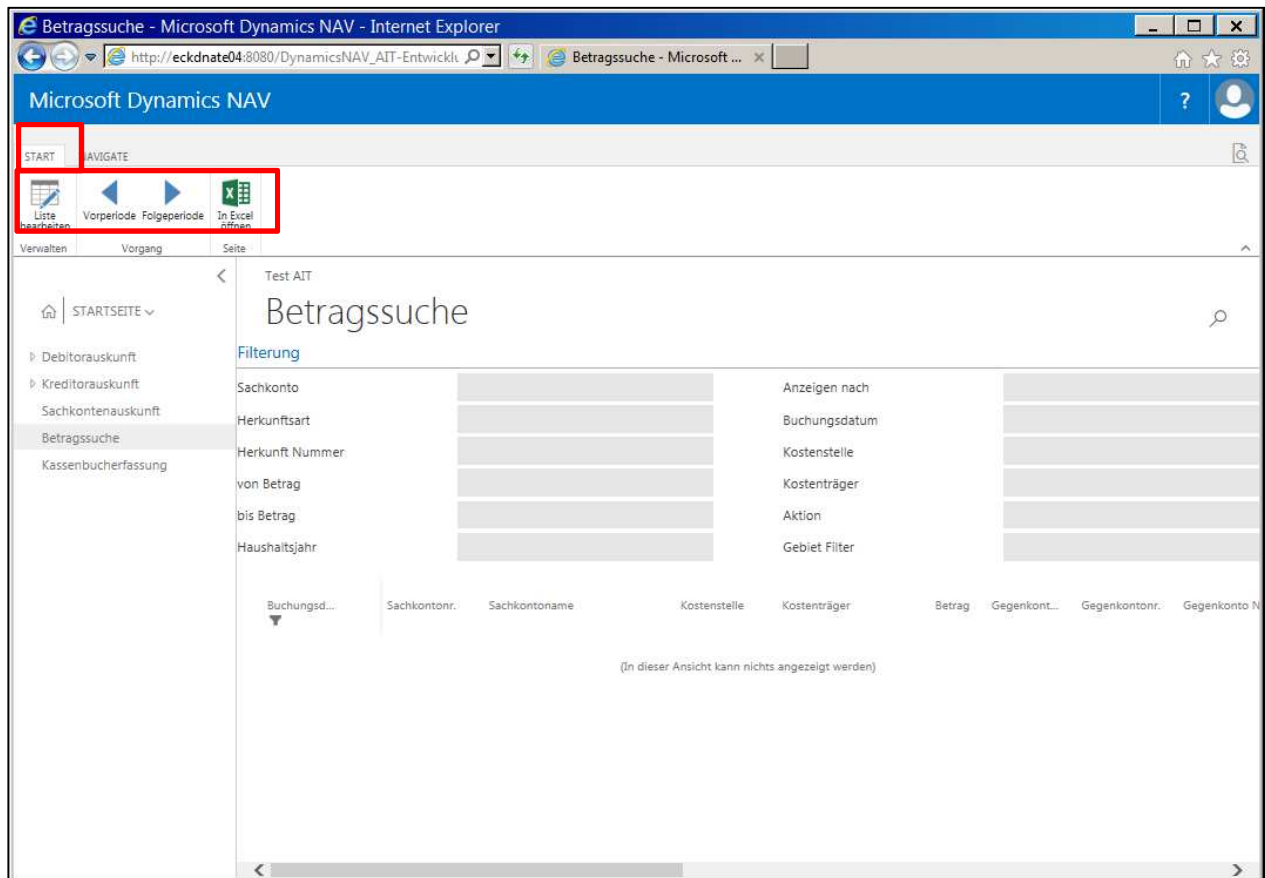 Betragssuche - Microsoft Dynamics NAV - Internet Explorer
http://eckdnate04:8080/DynamicsNAV_AIT-Entwicklu Betragssuche - Microsoft ...
Microsoft Dynamics NAV ?
START NAVIGATE
Liste bearbeiten Vorperiode Folgeperiode In Excel öffnen
Verwalten Vorgang Seite
Test AIT
STARTSEITE Betragssuche
Debitorauskunft
Kreditorauskunft
Sachkontenauskunft
Betragssuche
Kassenbucherfassung
Filterung
Sachkonto Anzeigen nach
Herkunftsart Buchungsdatum
Herkunft Nummer Kostenstelle
von Betrag Kostenträger
bis Betrag Aktion
Haushaltsjahr Gebiet Filter
Buchungsd... Sachkontonr. Sachkontoname Kostenstelle Kostenträger Betrag Gegenkont... Gegenkontonr. Gegenkonto N
(In dieser Ansicht kann nichts angezeigt werden)